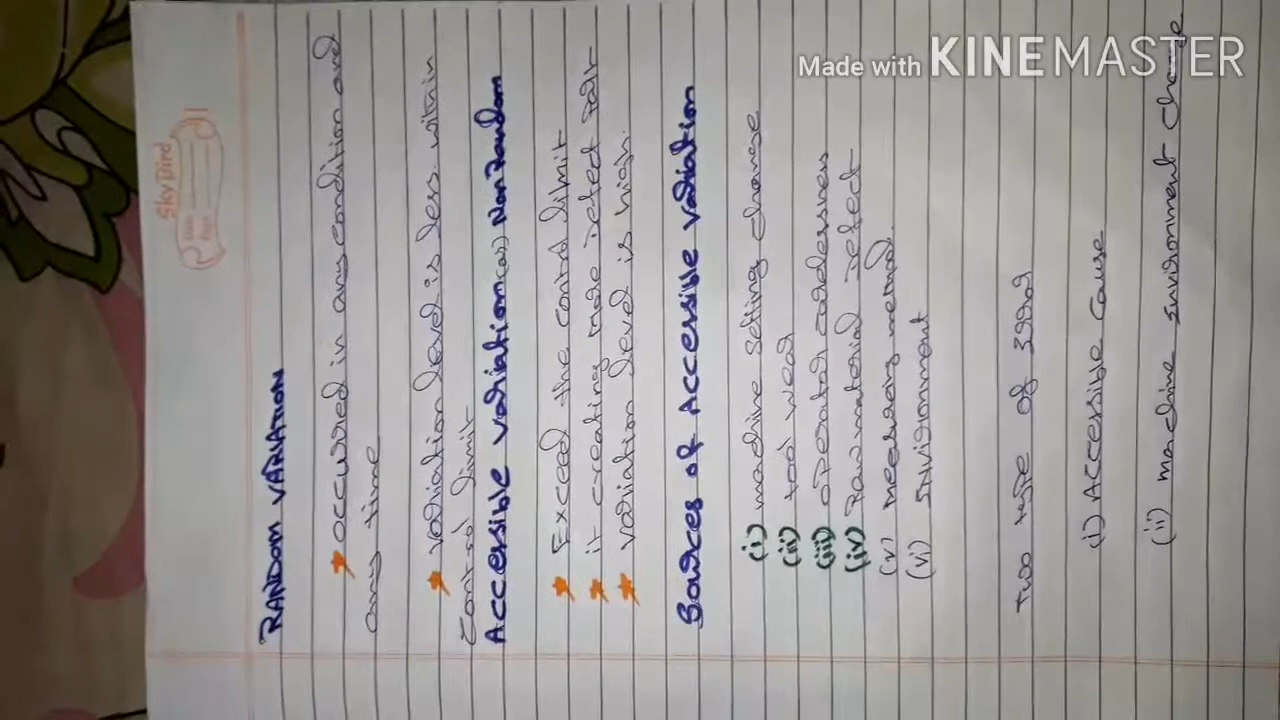 Made with KINEMASTER
SkyBird
RANDOM VARIATION
★ occurred in any condition and
any time
★ variation level is less within
Control limit
Accessible variation (or) Non Random
★ Exceed the control limit
★ it creating more defect part
★ variation level is high.
Sources of Accessible variation
(i) machine setting change
(ii) tool wear
(iii) operator carelessness
(iv) Raw material defect
(v) measuring method.
(vi) Environment
Two type of error
(i) Accessible cause
(ii) machine environment change